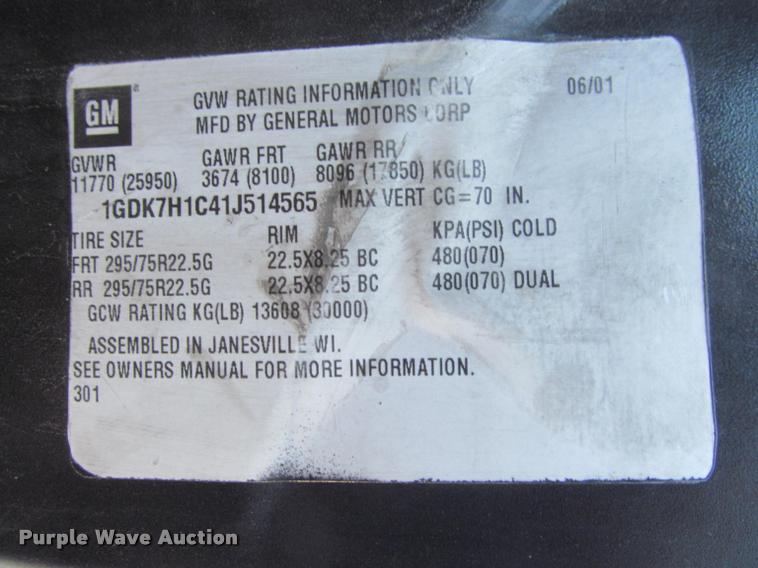 GM
GVW RATING INFORMATION ONLY 06/01
MFD BY GENERAL MOTORS CORP
GVWR GAWR FRT GAWR RR
11770 (25950) 3674 (8100) 8096 (17850) KG(LB)
1GDK7H1C41J514565 MAX VERT CG=70 IN.
TIRE SIZE RIM KPA(PSI) COLD
FRT 295/75R22.5G 22.5X8.25 BC 480(070)
RR 295/75R22.5G 22.5X8.25 BC 480(070) DUAL
GCW RATING KG(LB) 13608 (30000)
ASSEMBLED IN JANESVILLE WI.
SEE OWNERS MANUAL FOR MORE INFORMATION.
301
Purple Wave Auction